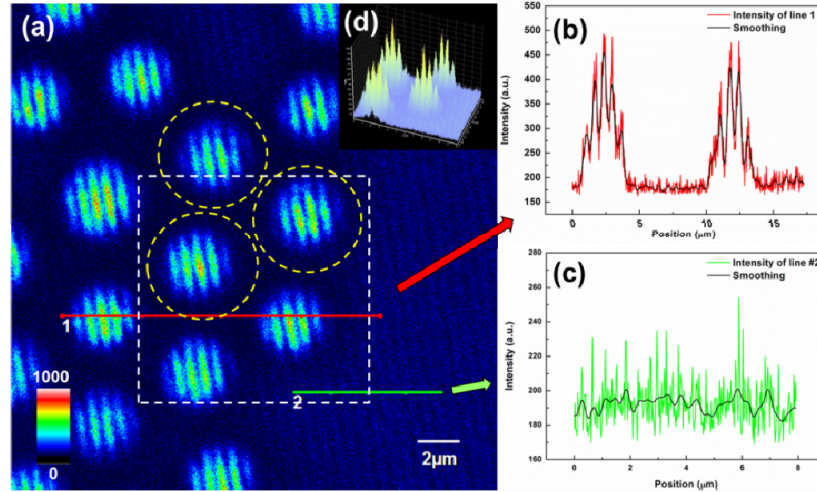 (a)
(d)
1
2
1000
0
2μm
(b)
Intensity of line 1
Smoothing
550
500
450
400
350
300
250
200
150
Intensity (a.u.)
0
5
10
15
Position (μm)
(c)
Intensity of line #2
Smoothing
280
260
240
220
200
180
160
Intensity (a.u.)
0
2
4
6
8
Position (μm)